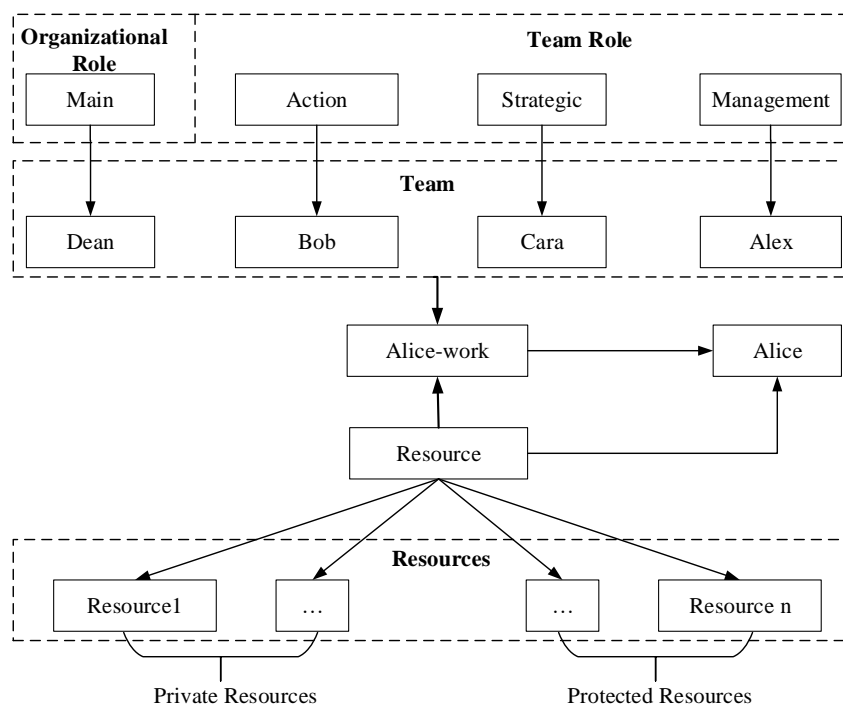 Organizational
Role
Team Role
Main
Action
Strategic
Management
Team
Dean
Bob
Cara
Alex
Alice-work
Alice
Resource
Resources
Resource1
…
…
Resource n
Private Resources
Protected Resources